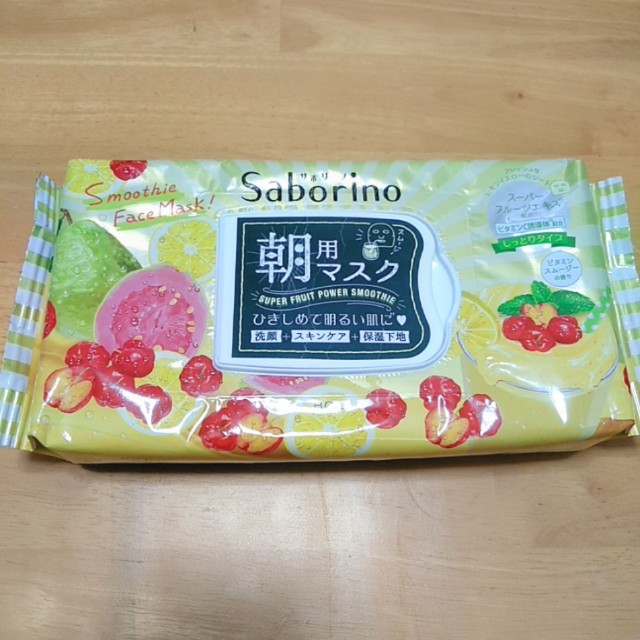 Smoothie
Face Mask!
サボリーノ
Saborino
朝用マスク
スムージー
SUPER FRUIT POWER SMOOTHIE
ひきしめて明るい肌に♥
洗顔+スキンケア+保湿下地
スーパー
フルーツエキス
ビタミンC誘導体 配合
しっとりタイプ
ビタミン
スムージー
の香り